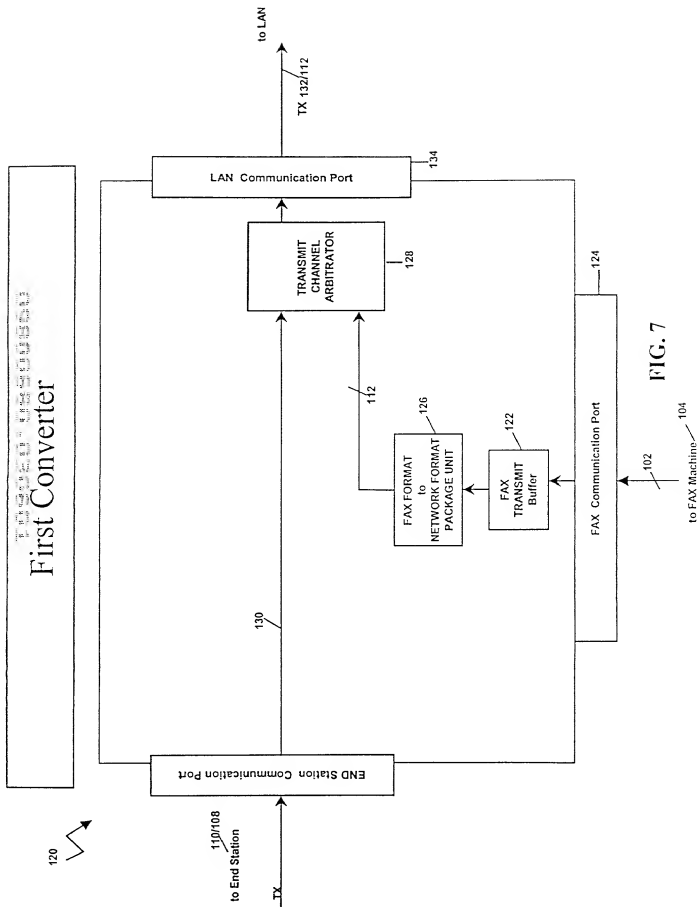 First Converter
120
to LAN
TX 132/112
LAN Communication Port
134
TRANSMIT
CHANNEL
ARBITRATOR
128
130
112
FAX FORMAT
to
NETWORK FORMAT
PACKAGE UNIT
126
FAX
TRANSMIT
Buffer
122
END Station Communication Port
110/108
to End Station
TX
FAX Communication Port
124
102
to FAX Machine
104
FIG. 7